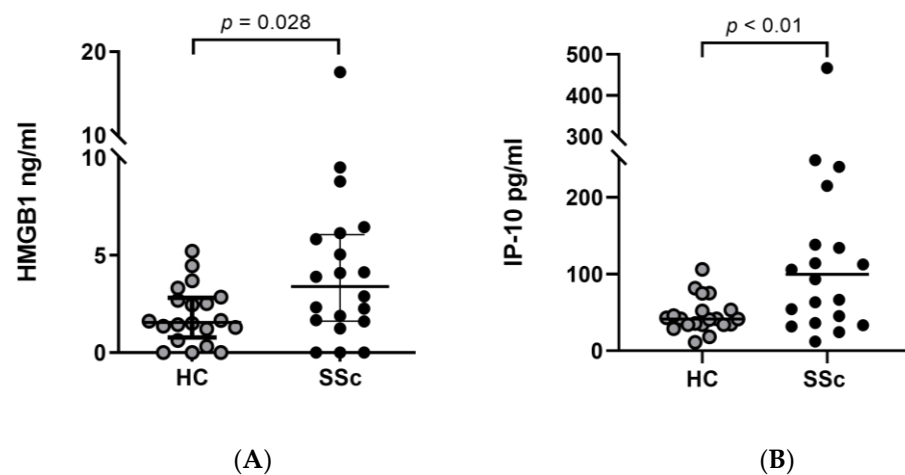 p = 0.028
20
10
10
5
0
HMGB1 ng/ml
HC
SSc
(A)
p < 0.01
500
400
300
200
100
0
IP-10 pg/ml
HC
SSc
(B)